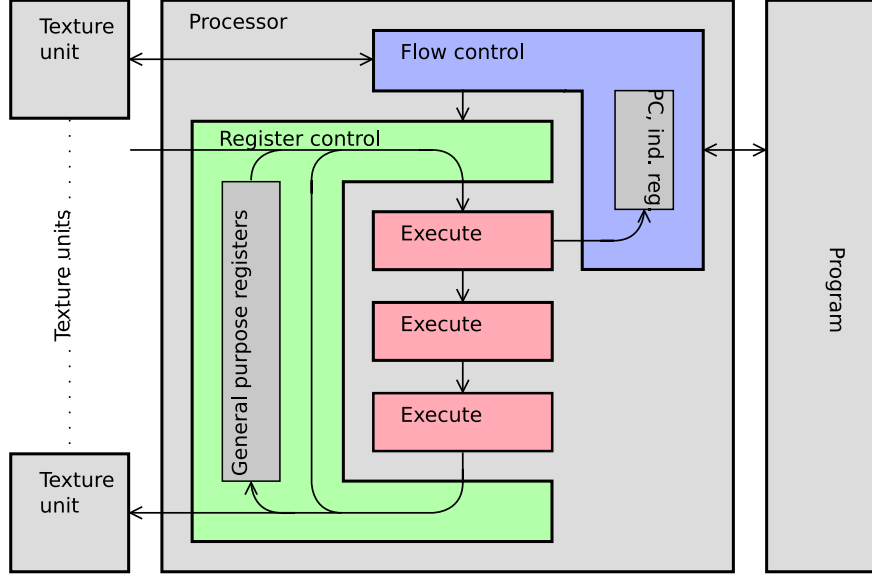 Texture
unit
Processor
Flow control
PC, ind. reg.
Register control
Execute
Texture units
General purpose registers
Program
Execute
Execute
Texture
unit